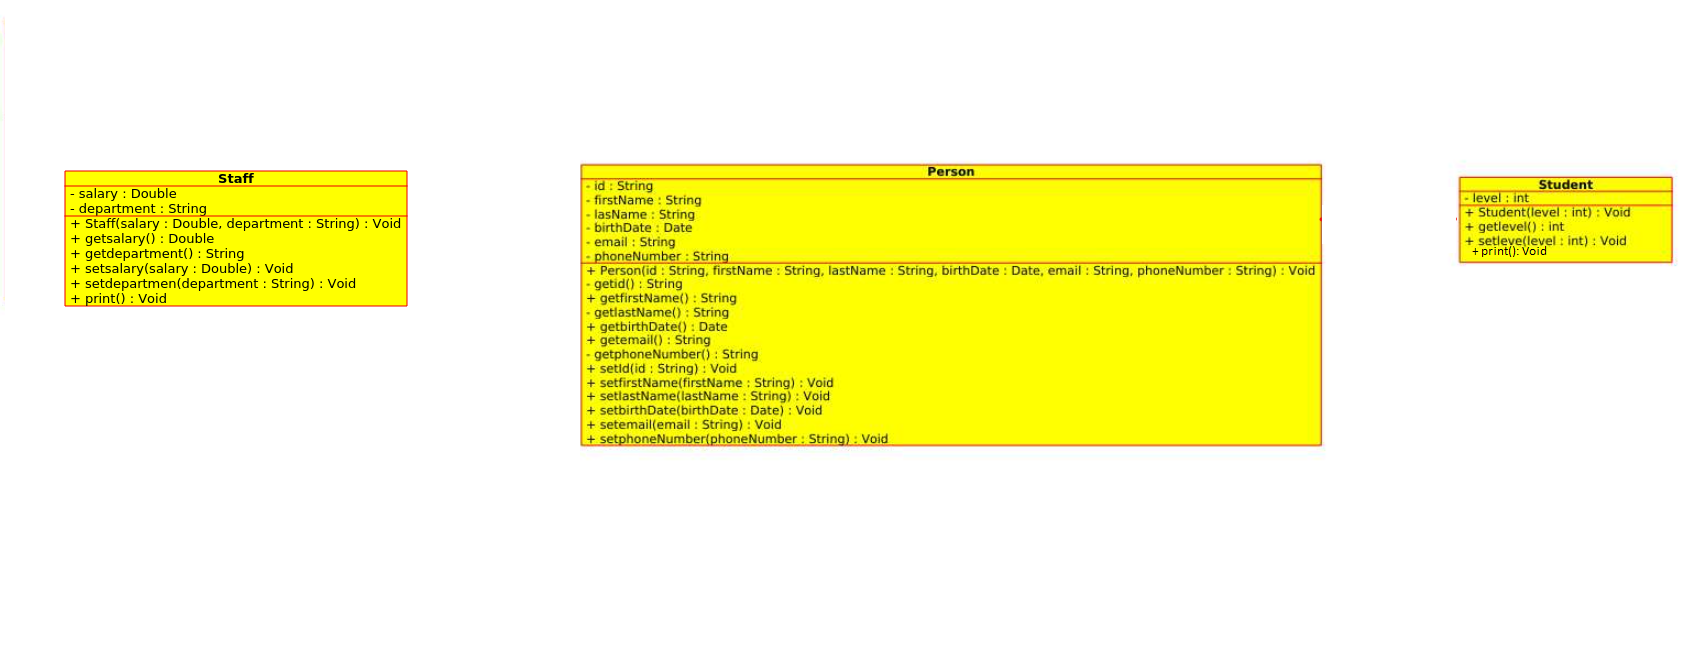 Staff
- salary : Double
- department : String
+ Staff(salary : Double, department : String) : Void
+ getsalary() : Double
+ getdepartment() : String
+ setsalary(salary : Double) : Void
+ setdepartmen(department : String) : Void
+ print() : Void
Person
- id : String
- firstName : String
- lasName : String
- birthDate : Date
- email : String
- phoneNumber : String
+ Person(id : String, firstName : String, lastName : String, birthDate : Date, email : String, phoneNumber : String) : Void
- getid() : String
+ getfirstName() : String
- getlastName() : String
+ getbirthDate() : Date
+ getemail() : String
- getphoneNumber() : String
+ setId(id : String) : Void
+ setfirstName(firstName : String) : Void
+ setlastName(lastName : String) : Void
+ setbirthDate(birthDate : Date) : Void
+ setemail(email : String) : Void
+ setphoneNumber(phoneNumber : String) : Void
Student
- level : int
+ Student(level : int) : Void
+ getlevel() : int
+ setleve(level : int) : Void
+ print(): Void